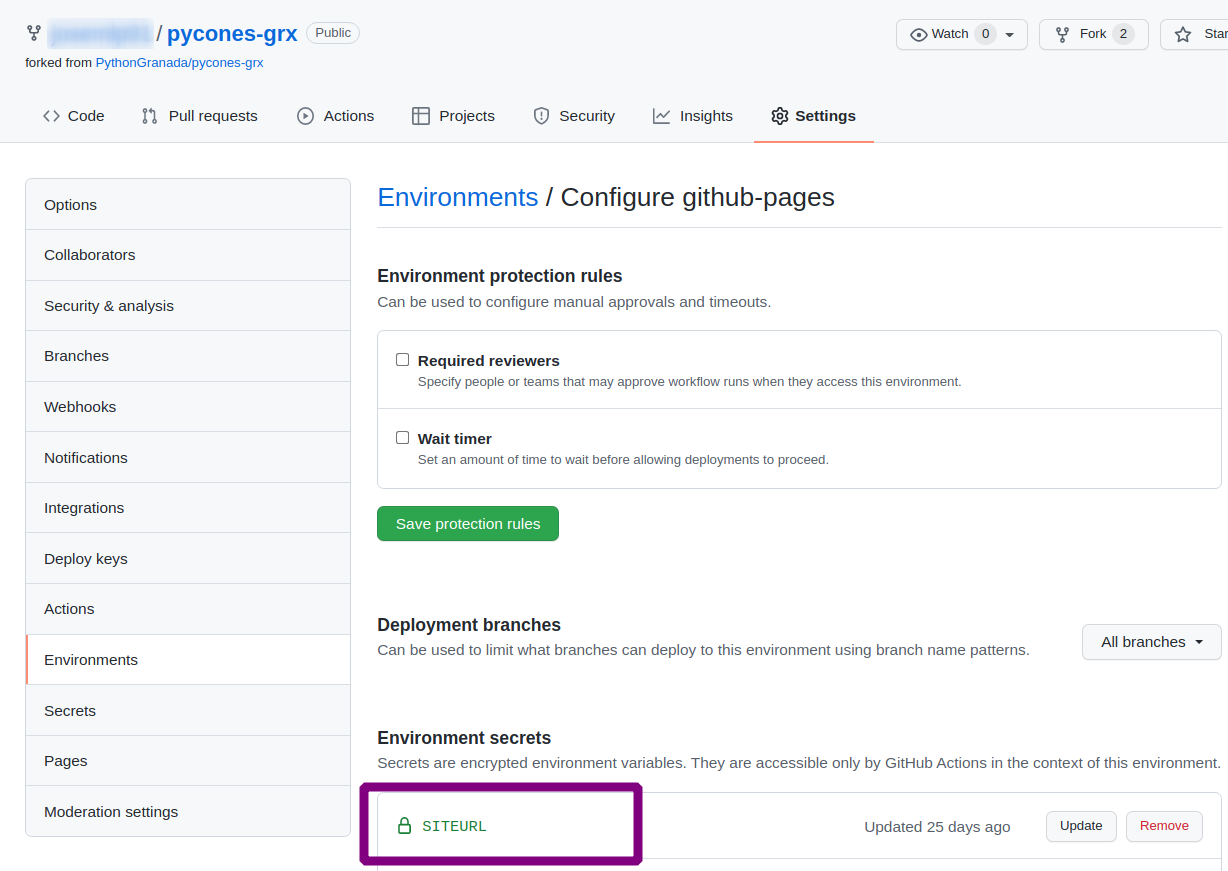 / pycones-grx Public
Watch 0
Fork 2
forked from PythonGranada/pycones-grx
Code
Pull requests
Actions
Projects
Security
Insights
Settings
Options
Collaborators
Security & analysis
Branches
Webhooks
Notifications
Integrations
Deploy keys
Actions
Environments
Secrets
Pages
Moderation settings
Environments / Configure github-pages
Environment protection rules
Can be used to configure manual approvals and timeouts.
Required reviewers
Specify people or teams that may approve workflow runs when they access this environment.
Wait timer
Set an amount of time to wait before allowing deployments to proceed.
Save protection rules
Deployment branches
Can be used to limit what branches can deploy to this environment using branch name patterns.
All branches
Environment secrets
Secrets are encrypted environment variables. They are accessible only by GitHub Actions in the context of this environment.
SITEURL
Updated 25 days ago
Update
Remove